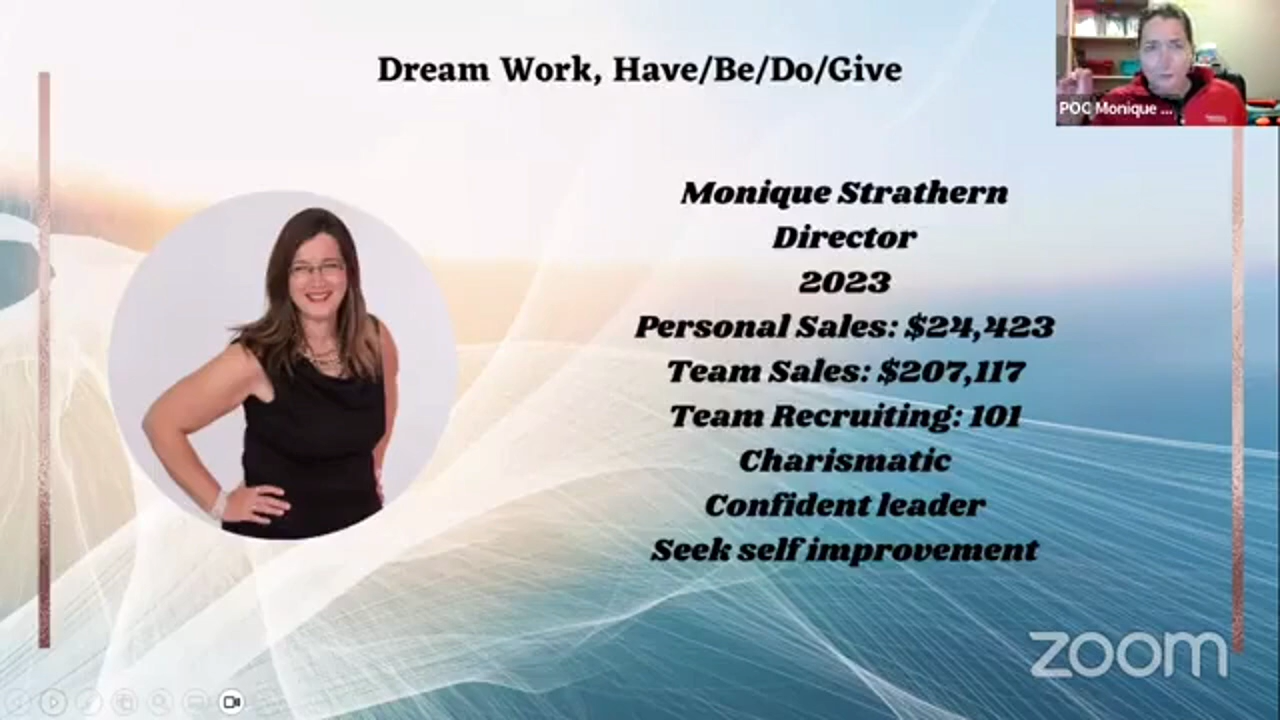 Dream Work, Have/Be/Do/Give
POC Monique ...
Monique Strathern
Director
2023
Personal Sales: $24,423
Team Sales: $207,117
Team Recruiting: 101
Charismatic
Confident leader
Seek self improvement
zoom